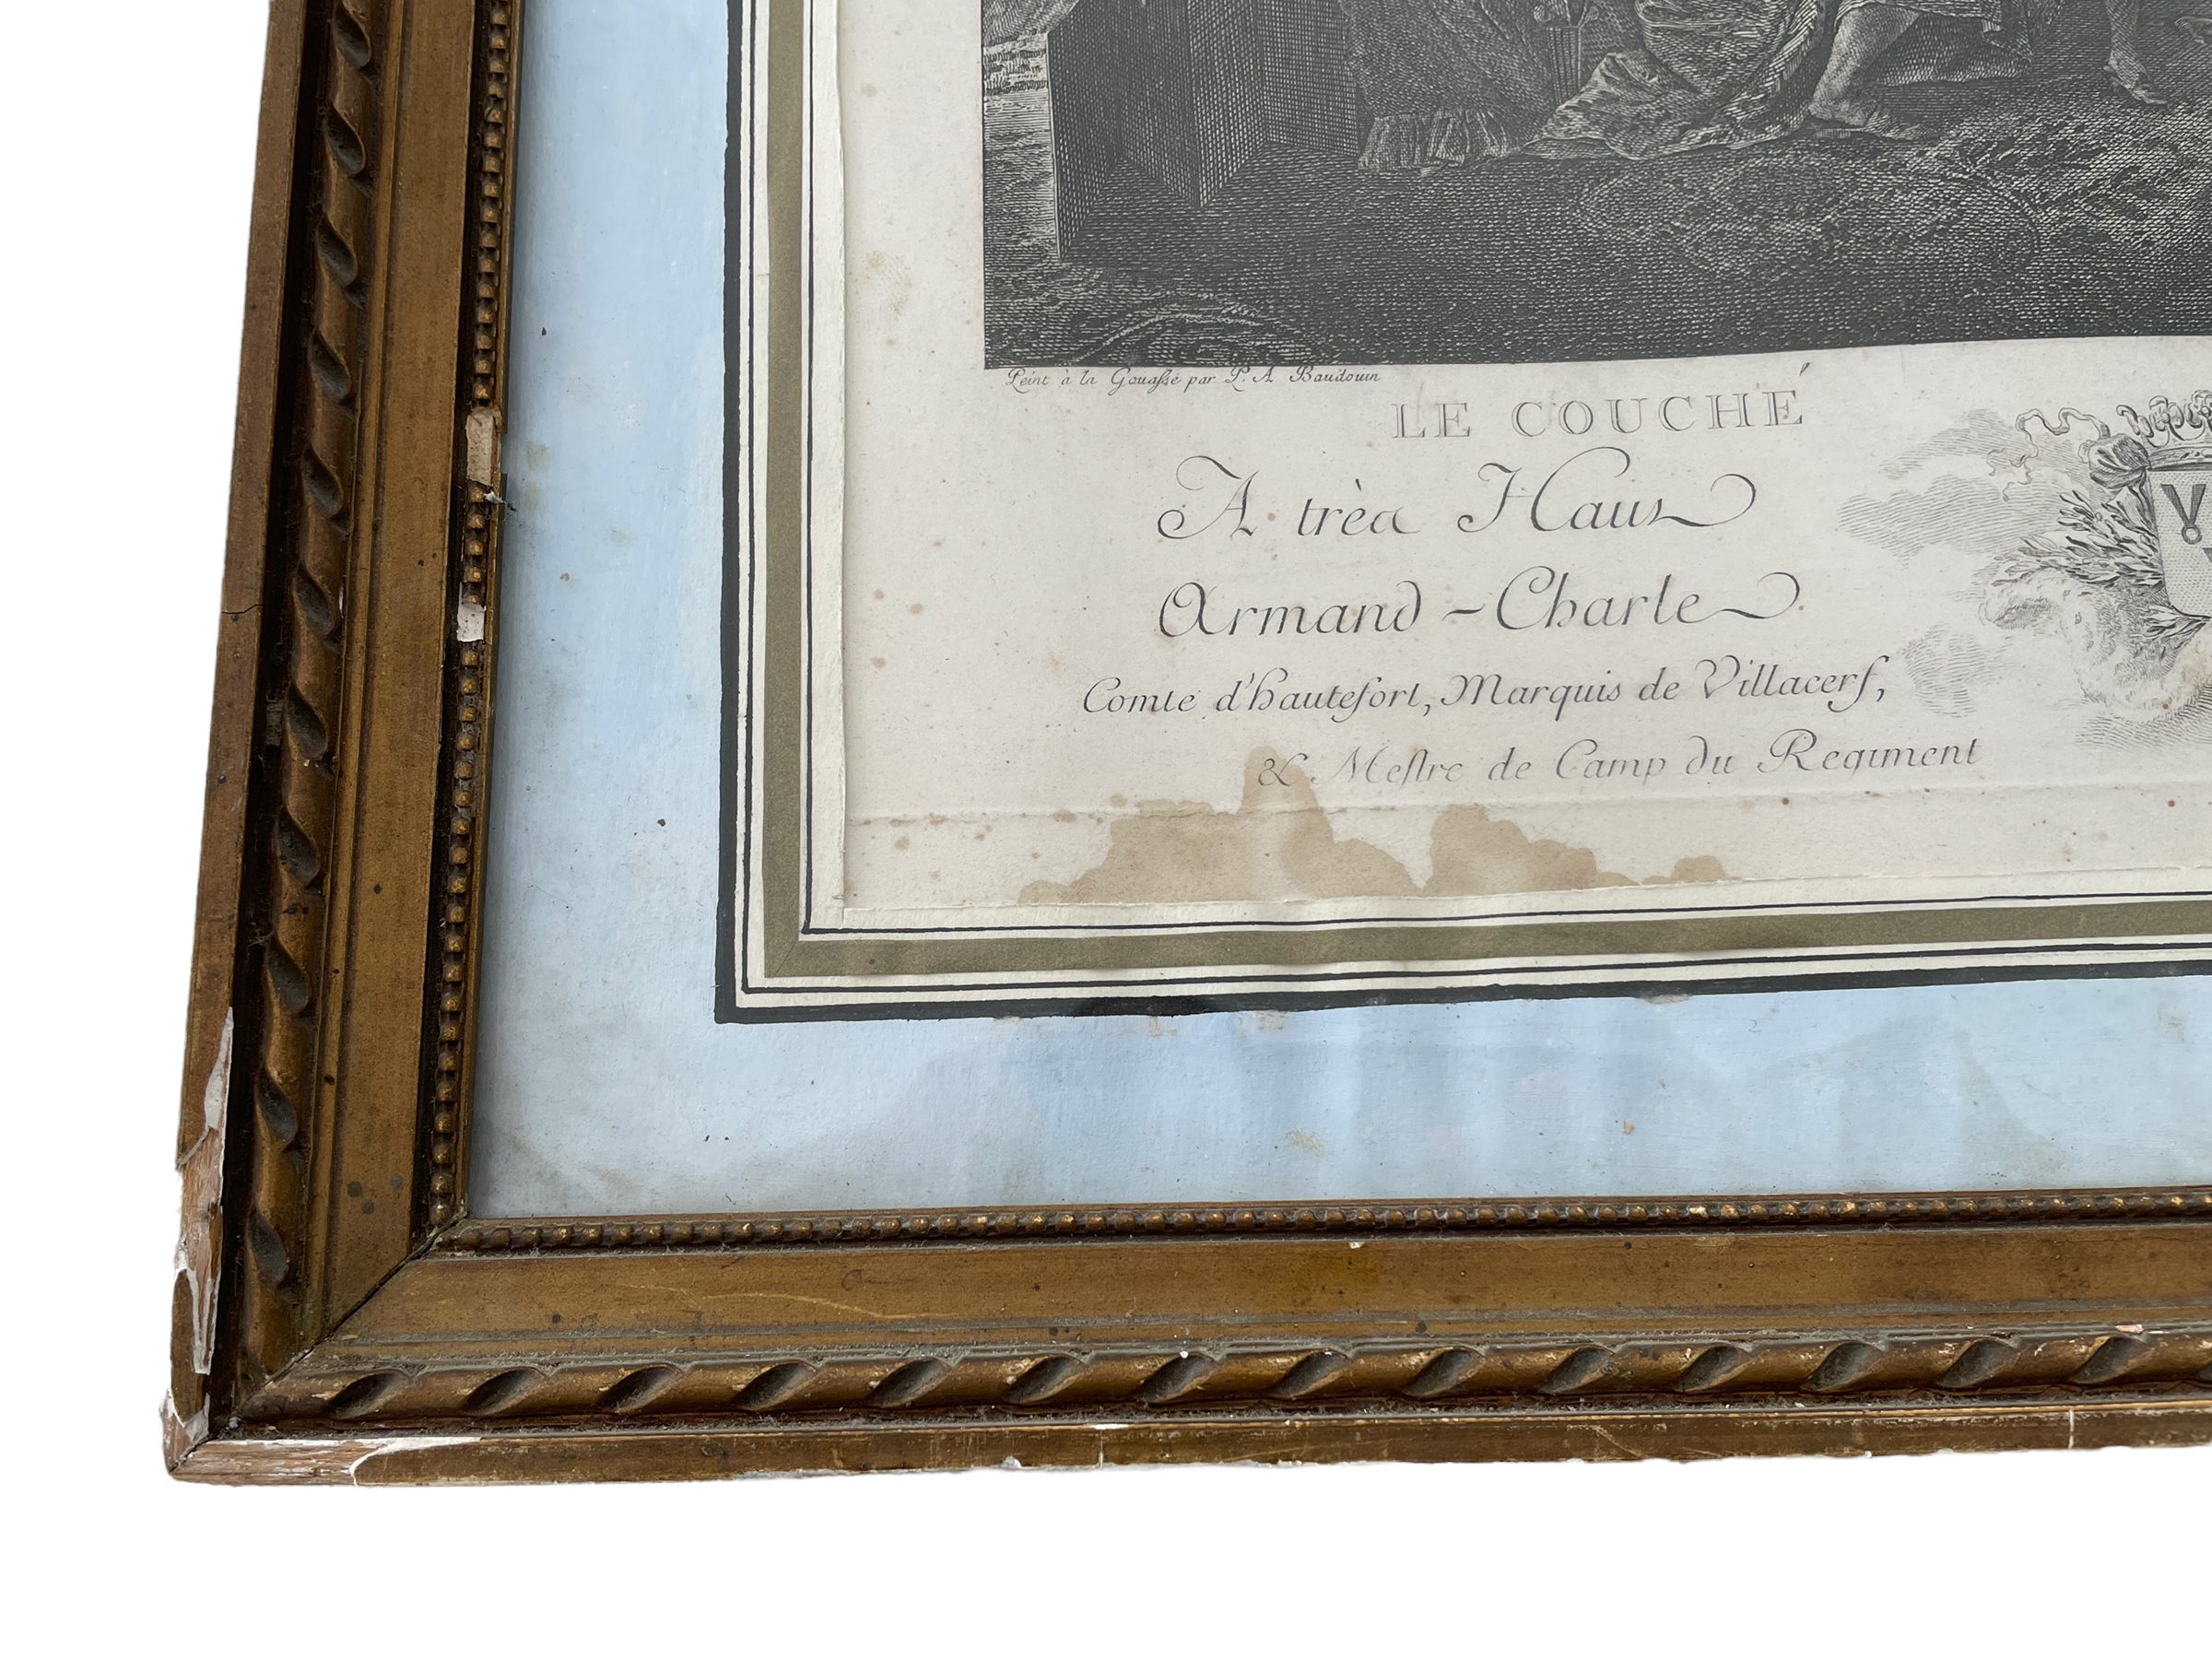 Peint à la Gouasse par P. A Baudouin
LE COUCHÉ
A très Haus
Armand - Charle
Comte d'hautefort, Marquis de Villacerf,
& Mestre de Camp du Regiment